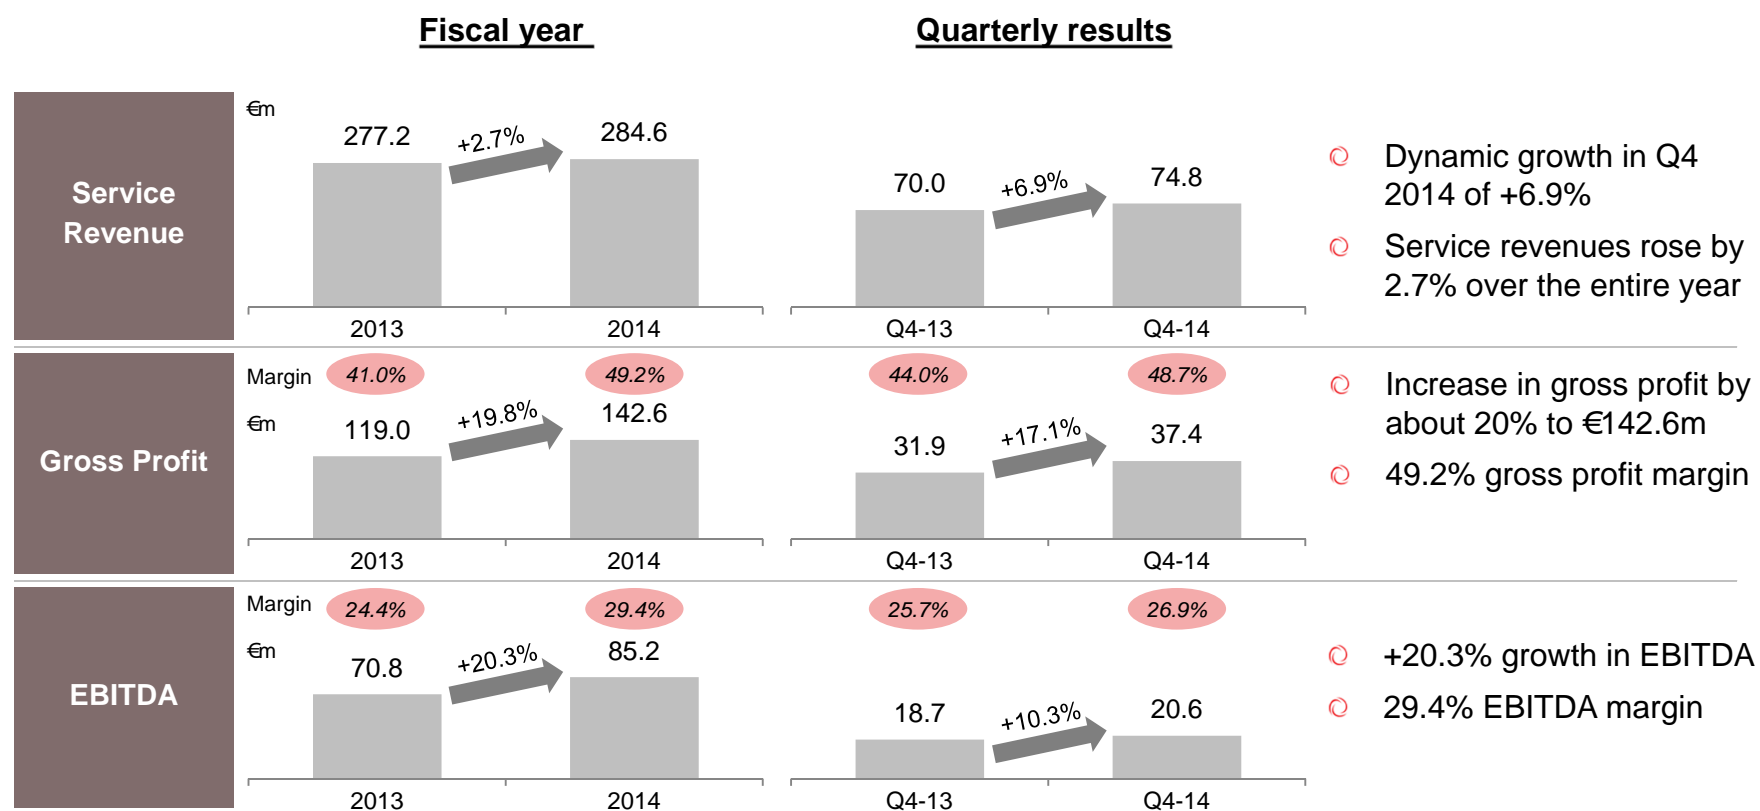 Fiscal year
Quarterly results
Service
Revenue
€m
277.2
+2.7%
284.6
2013
2014
70.0
+6.9%
74.8
Q4-13
Q4-14
Dynamic growth in Q4
2014 of +6.9%
Service revenues rose by
2.7% over the entire year
Gross Profit
Margin
41.0%
49.2%
44.0%
48.7%
€m
119.0
+19.8%
142.6
2013
2014
31.9
+17.1%
37.4
Q4-13
Q4-14
Increase in gross profit by
about 20% to €142.6m
49.2% gross profit margin
EBITDA
Margin
24.4%
29.4%
25.7%
26.9%
€m
70.8
+20.3%
85.2
2013
2014
18.7
+10.3%
20.6
Q4-13
Q4-14
+20.3% growth in EBITDA
29.4% EBITDA margin